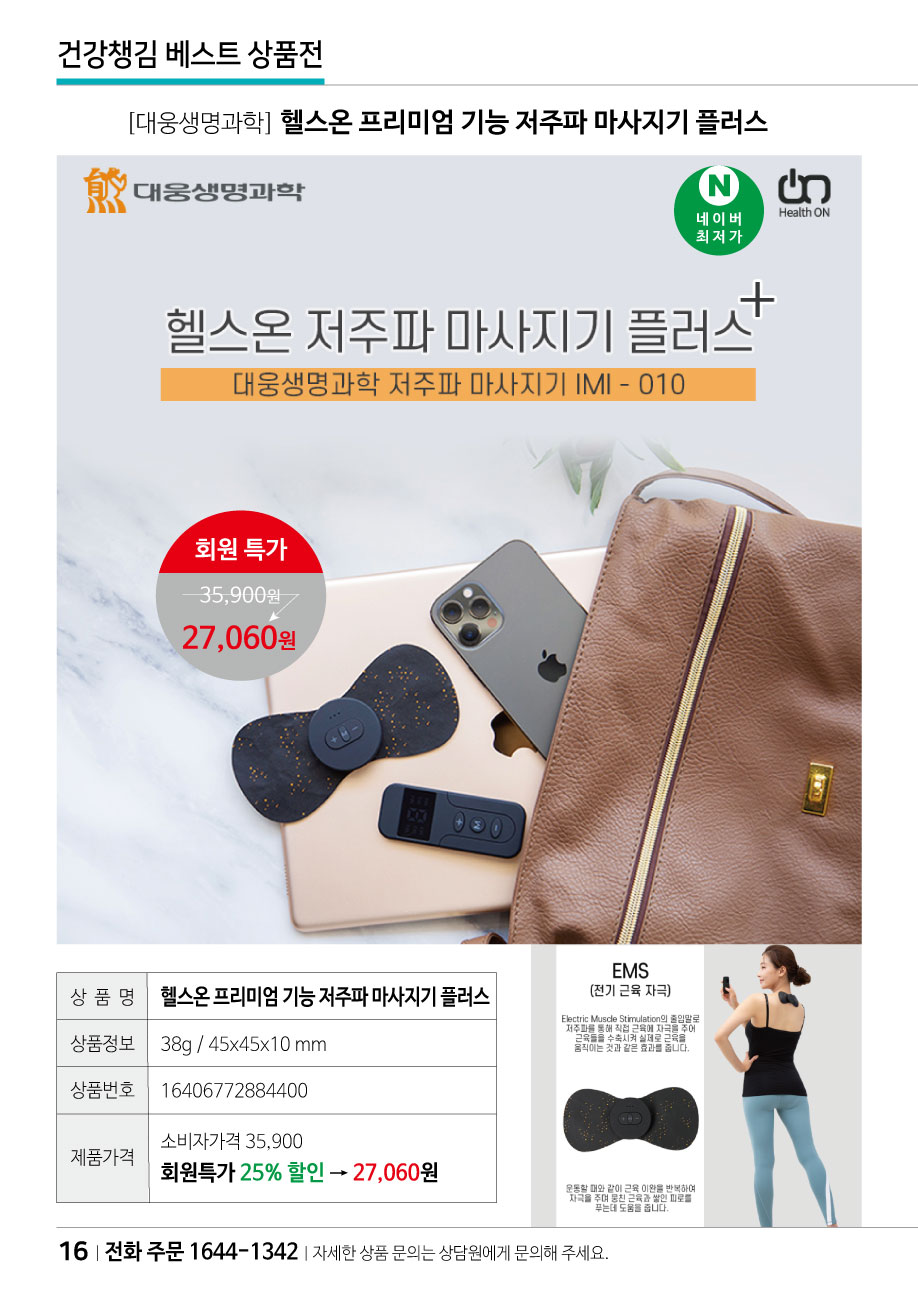 건강챙김 베스트 상품전
[대웅생명과학] 헬스온 프리미엄 기능 저주파 마사지기 플러스
대웅생명과학
N
네이버
최저가
Health ON
헬스온 저주파 마사지기 플러스+
대웅생명과학 저주파 마사지기 IMI - 010
회원 특가
35,900원
27,060원
상 품 명 헬스온 프리미엄 기능 저주파 마사지기 플러스
상품정보 38g / 45x45x10 mm
상품번호 16406772884400
제품가격 소비자가격 35,900
회원특가 25% 할인 → 27,060원
EMS
(전기 근육 자극)
Electric Muscle Stimulation의 줄임말로
저주파를 통해 직접 근육에 자극을 주어
근육들을 수축시켜 실제로 근육을
움직이는 것과 같은 효과를 줍니다.
운동할 때와 같이 근육 이완을 반복하여
자극을 주며 뭉친 근육과 쌓인 피로를
푸는데 도움을 줍니다.
16 | 전화 주문 1644-1342 | 자세한 상품 문의는 상담원에게 문의해 주세요.